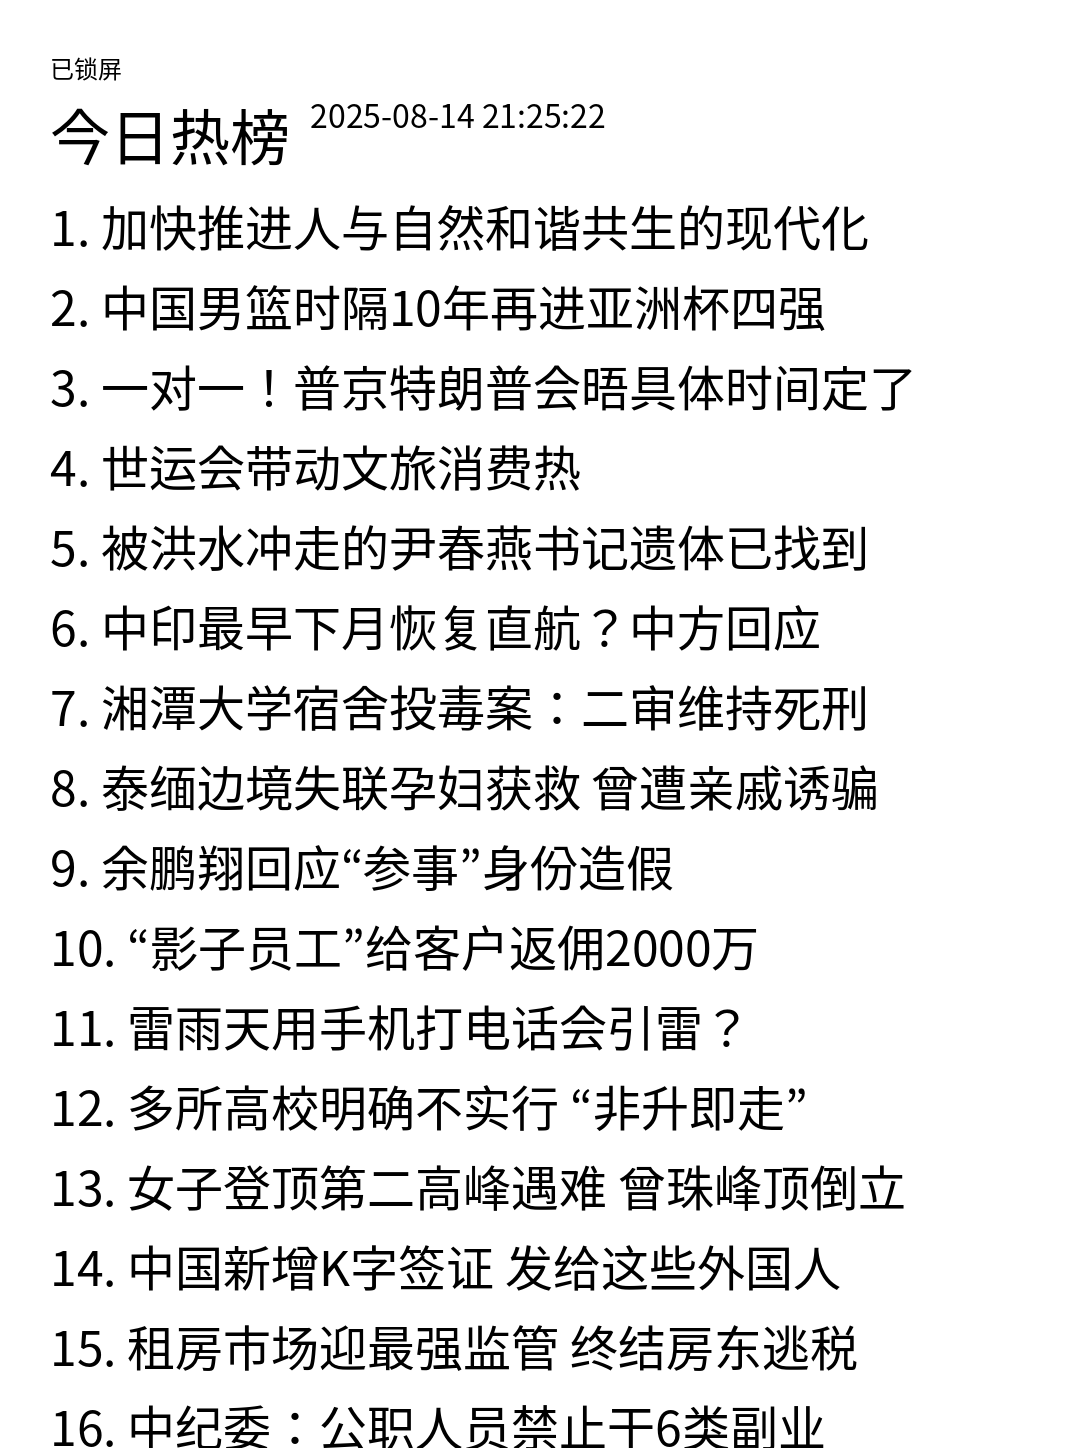 已锁屏
今日热榜 2025-08-14 21:25:22
1. 加快推进人与自然和谐共生的现代化
2. 中国男篮时隔10年再进亚洲杯四强
3. 一对一！普京特朗普会晤具体时间定了
4. 世运会带动文旅消费热
5. 被洪水冲走的尹春燕书记遗体已找到
6. 中印最早下月恢复直航？中方回应
7. 湘潭大学宿舍投毒案：二审维持死刑
8. 泰缅边境失联孕妇获救 曾遭亲戚诱骗
9. 余鹏翔回应“参事”身份造假
10. “影子员工”给客户返佣2000万
11. 雷雨天用手机打电话会引雷？
12. 多所高校明确不实行 “非升即走”
13. 女子登顶第二高峰遇难 曾珠峰顶倒立
14. 中国新增K字签证 发给这些外国人
15. 租房市场迎最强监管 终结房东逃税
16. 中纪委：公职人员禁止干6类副业